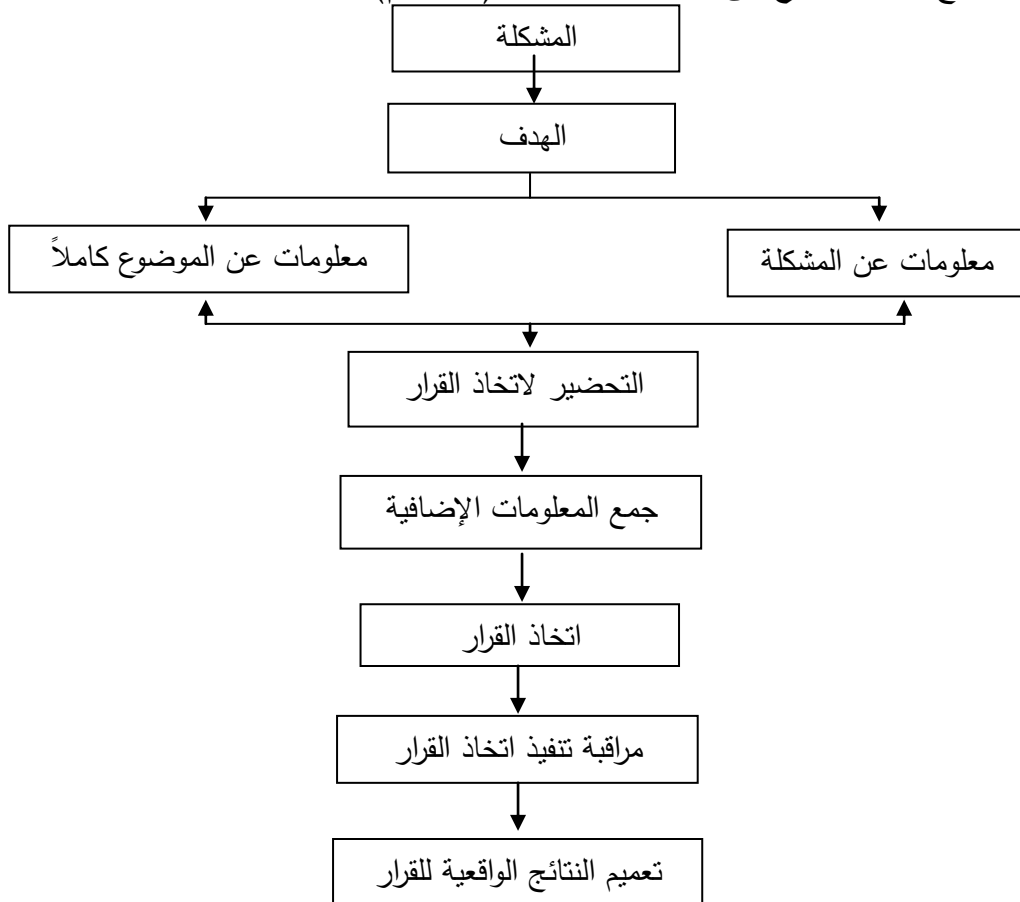 المشكلة
الهدف
معلومات عن المشكلة
معلومات عن الموضوع كاملاً
التحضير لاتخاذ القرار
جمع المعلومات الإضافية
اتخاذ القرار
مراقبة تنفيذ اتخاذ القرار
تعميم النتائج الواقعية للقرار